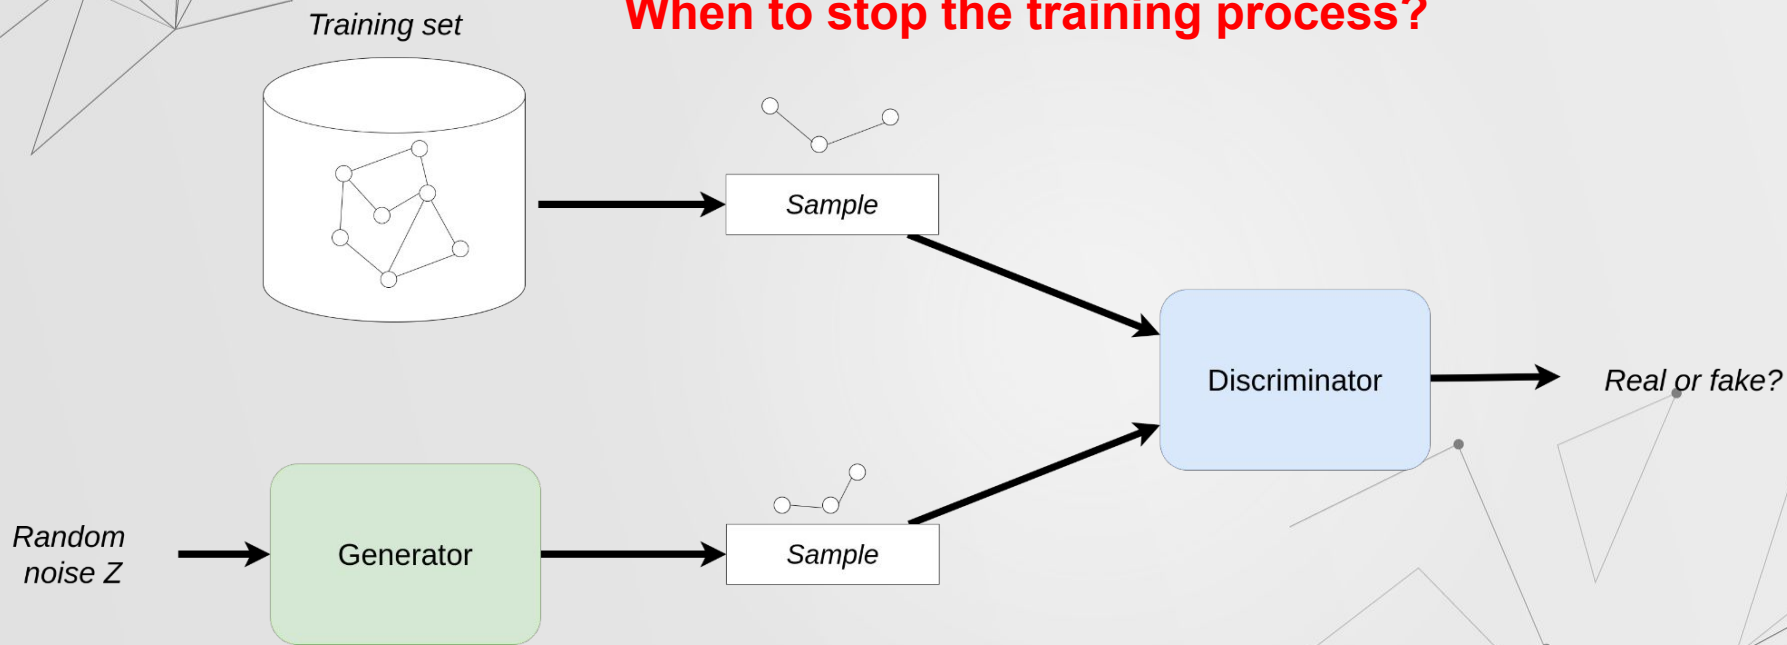 When to stop the training process?
Training set
Sample
Discriminator
Real or fake?
Random
noise Z
Generator
Sample